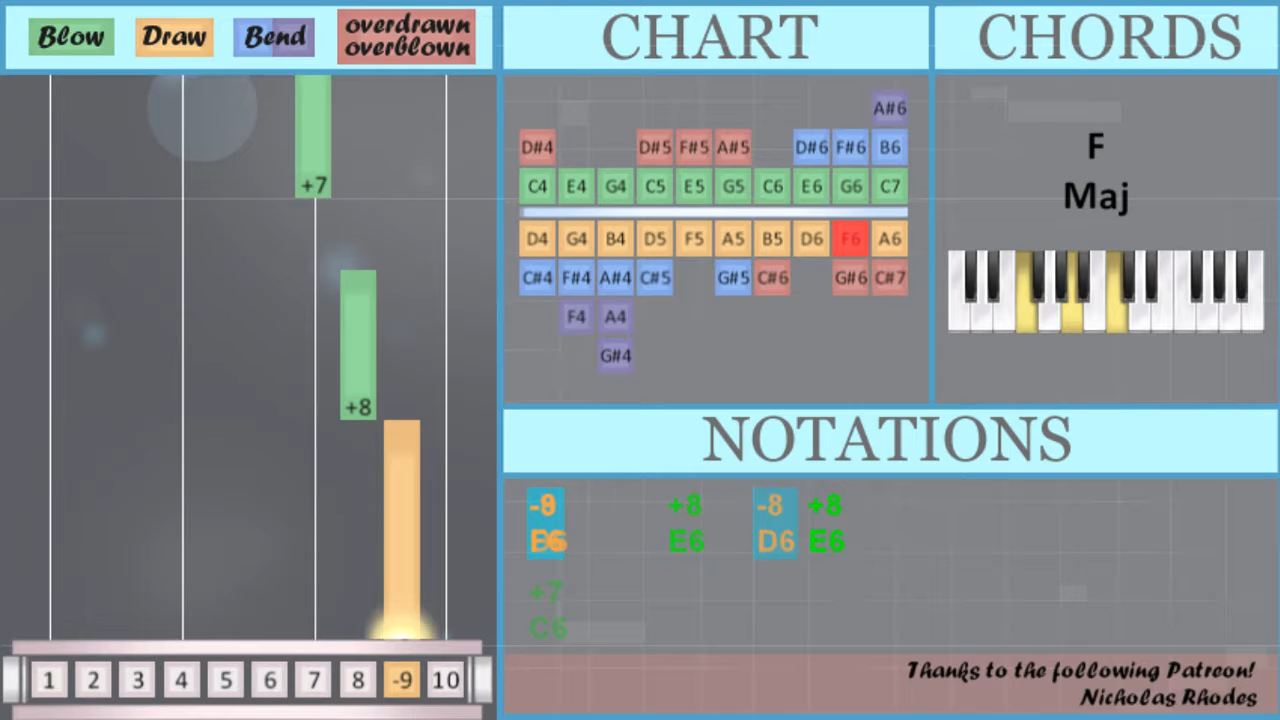 Blow Draw Bend overdrawn
overblown
CHART
CHORDS
A#6
D#4 D#5 F#5 A#5 D#6 F#6 B6
C4 E4 G4 C5 E5 G5 C6 E6 G6 C7
D4 G4 B4 D5 F5 A5 B5 D6 F6 A6
C#4 F#4 A#4 C#5 G#5 C#6 G#6 C#7
F4 A4
G#4
F
Maj
+7
+8
1 2 3 4 5 6 7 8 -9 10
NOTATIONS
+8 -8 +8
E6 D6 E6
+7
C6
Thanks to the following Patreon!
Nicholas Rhodes